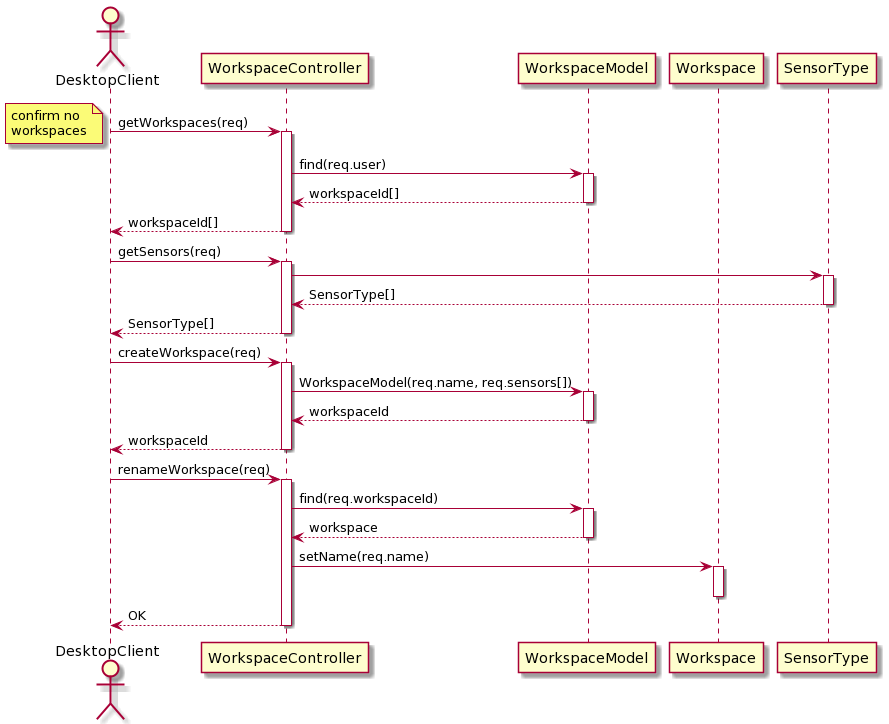 DesktopClient
WorkspaceController
WorkspaceModel
Workspace
SensorType
confirm no
workspaces
getWorkspaces(req)
find(req.user)
workspaceId[]
workspaceId[]
getSensors(req)
SensorType[]
SensorType[]
createWorkspace(req)
WorkspaceModel(req.name, req.sensors[])
workspaceId
workspaceId
renameWorkspace(req)
find(req.workspaceId)
workspace
setName(req.name)
OK
DesktopClient
WorkspaceController
WorkspaceModel
Workspace
SensorType